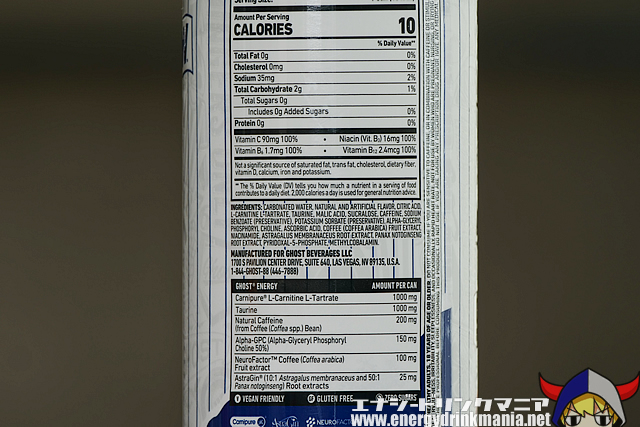 Amount Per Serving
CALORIES 10
% Daily Value**
Total Fat 0g 0%
Cholesterol 0mg 0%
Sodium 35mg 2%
Total Carbohydrate 2g 1%
Total Sugars 0g
Includes 0g Added Sugars 0%
Protein 0g 0%
Vitamin C 90mg 100% • Niacin (Vit. B₃) 16mg 100%
Vitamin B₆ 1.7mg 100% • Vitamin B₁₂ 2.4mcg 100%
Not a significant source of saturated fat, trans fat, cholesterol, dietary fiber,
vitamin D, calcium, iron and potassium.
** The % Daily Value (DV) tells you how much a nutrient in a serving of food
contributes to a daily diet. 2,000 calories a day is used for general nutrition advice.
INGREDIENTS: CARBONATED WATER, NATURAL AND ARTIFICIAL FLAVOR, CITRIC ACID,
L-CARNITINE L-TARTRATE, TAURINE, MALIC ACID, SUCRALOSE, CAFFEINE, SODIUM
BENZOATE (PRESERVATIVE), POTASSIUM SORBATE (PRESERVATIVE), ALPHA-GLYCERYL
PHOSPHORYL CHOLINE, ASCORBIC ACID, COFFEE (COFFEA ARABICA) FRUIT EXTRACT,
NIACINAMIDE, ASTRAGALUS MEMBRANACEUS ROOT EXTRACT, PANAX NOTOGINSENG
ROOT EXTRACT, PYRIDOXAL-5-PHOSPHATE, METHYLCOBALAMIN.
MANUFACTURED FOR GHOST BEVERAGES LLC
1700 S PAVILION CENTER DRIVE, SUITE 640, LAS VEGAS, NV 89135, U.S.A.
1-844-GHOST-88 (446-7888)
GHOST® ENERGY AMOUNT PER CAN
Carnipure® L-Carnitine L-Tartrate 1000 mg
Taurine 1000 mg
Natural Caffeine 200 mg
(from Coffee (Coffea spp.) Bean)
Alpha-GPC (Alpha-Glyceryl Phosphoryl 150 mg
Choline 50%)
NeuroFactor™ Coffee (Coffea arabica) 100 mg
Fruit extract
AstraGin® (10:1 Astragalus membranaceus and 50:1 25 mg
Panax notoginseng) Root extracts
VEGAN FRIENDLY GLUTEN FREE ZERO SUGARS
Carnipure AstraGin NEUROFACTOR
エナジードリンクマニア
www.energydrinkmania.net